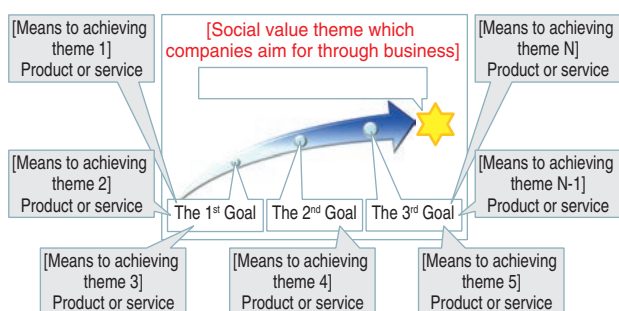 [Social value theme which
companies aim for through business]
[Means to achieving
theme 1]
Product or service
[Means to achieving
theme N]
Product or service
[Means to achieving
theme 2]
Product or service
The 1st Goal
The 2nd Goal
The 3rd Goal
[Means to achieving
theme N-1]
Product or service
[Means to achieving
theme 3]
Product or service
[Means to achieving
theme 4]
Product or service
[Means to achieving
theme 5]
Product or service